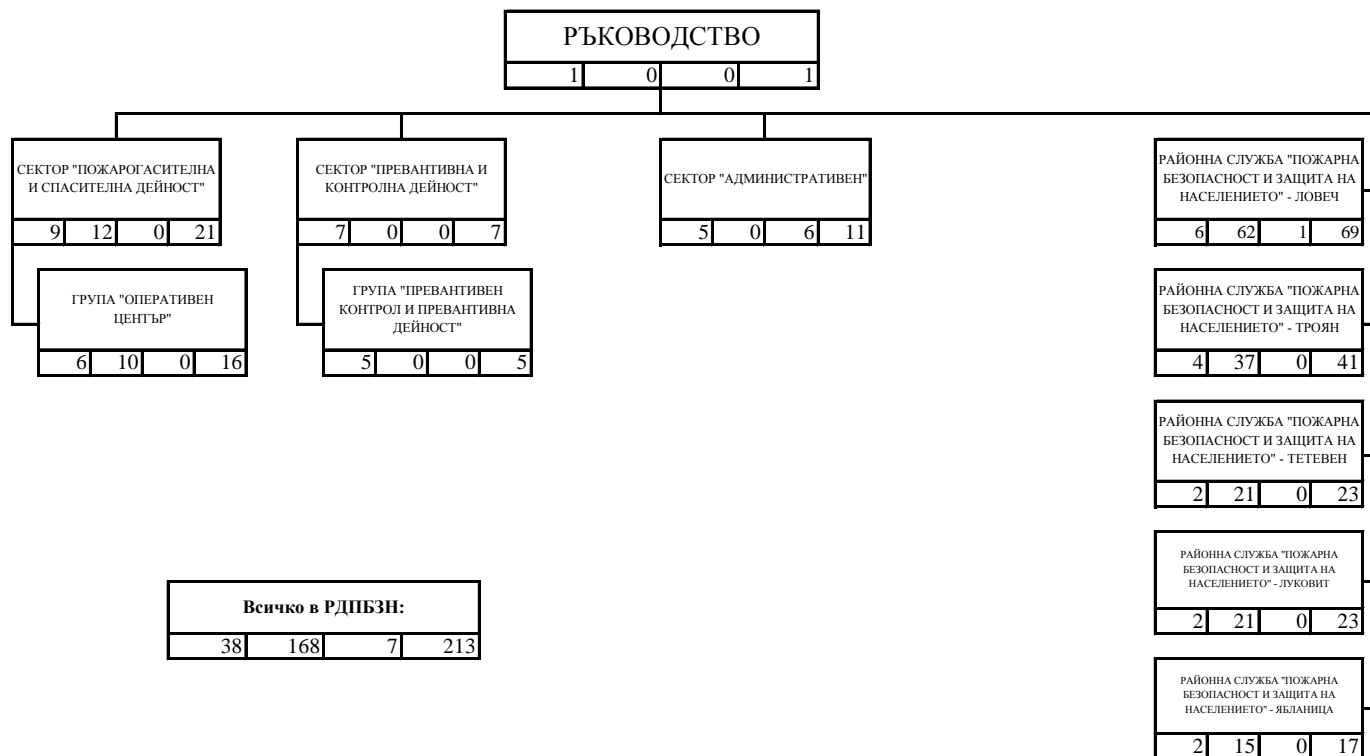 РЪКОВОДСТВО
1 0 0 1
СЕКТОР "ПОЖАРОГАСИТЕЛНА
И СПАСИТЕЛНА ДЕЙНОСТ"
9 12 0 21
ГРУПА "ОПЕРАТИВЕН
ЦЕНТЪР"
6 10 0 16
СЕКТОР "ПРЕВАНТИВНА И
КОНТРОЛНА ДЕЙНОСТ"
7 0 0 7
ГРУПА "ПРЕВАНТИВЕН
КОНТРОЛ И ПРЕВАНТИВНА
ДЕЙНОСТ"
5 0 0 5
СЕКТОР "АДМИНИСТРАТИВЕН"
5 0 6 11
РАЙОННА СЛУЖБА "ПОЖАРНА
БЕЗОПАСНОСТ И ЗАЩИТА НА
НАСЕЛЕНИЕТО" - ЛОВЕЧ
6 62 1 69
РАЙОННА СЛУЖБА "ПОЖАРНА
БЕЗОПАСНОСТ И ЗАЩИТА НА
НАСЕЛЕНИЕТО" - ТРОЯН
4 37 0 41
РАЙОННА СЛУЖБА "ПОЖАРНА
БЕЗОПАСНОСТ И ЗАЩИТА НА
НАСЕЛЕНИЕТО" - ТЕТЕВЕН
2 21 0 23
РАЙОННА СЛУЖБА "ПОЖАРНА
БЕЗОПАСНОСТ И ЗАЩИТА НА
НАСЕЛЕНИЕТО" - ЛУКОВИТ
2 21 0 23
РАЙОННА СЛУЖБА "ПОЖАРНА
БЕЗОПАСНОСТ И ЗАЩИТА НА
НАСЕЛЕНИЕТО" - ЯБЛАНИЦА
2 15 0 17
Всичко в РДПБЗН:
38 168 7 213